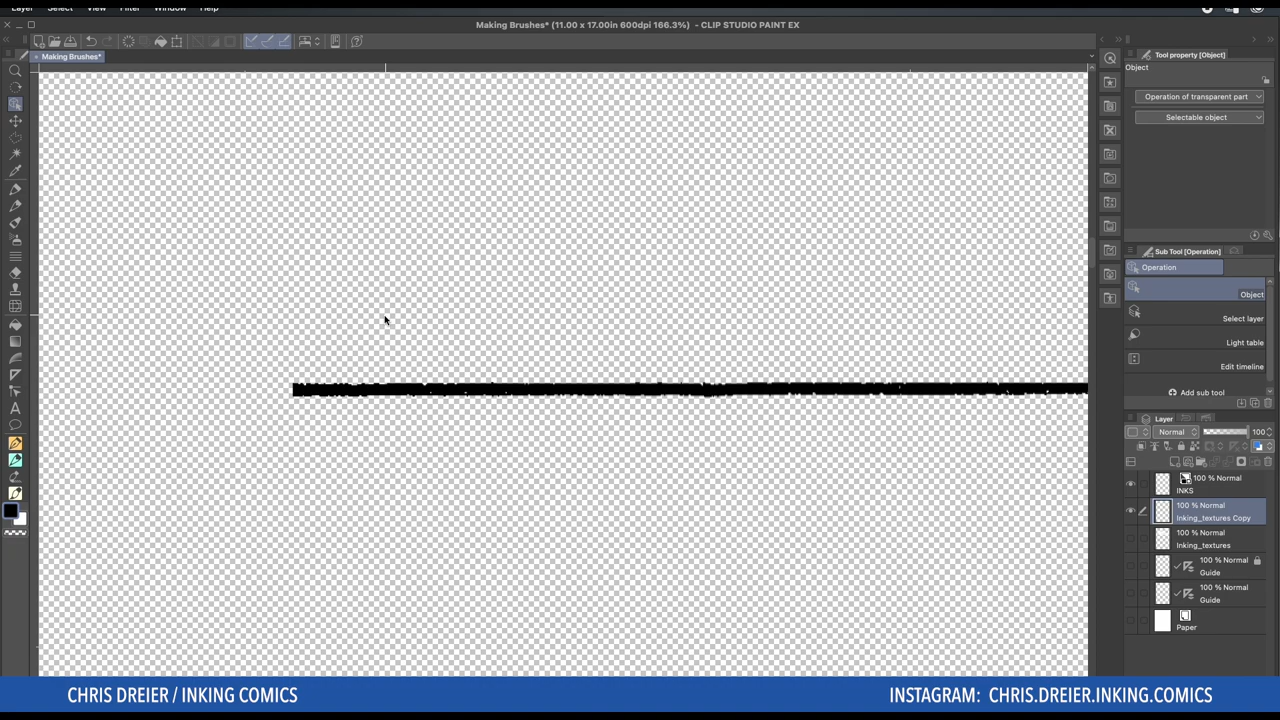 Layer Select View Filter Window Help
Making Brushes* (11.00 x 17.00in 600dpi 166.3%) - CLIP STUDIO PAINT EX
Making Brushes*
Tool property [Object]
Object
Operation of transparent part
Selectable object
Sub Tool [Operation]
Operation
Object
Select layer
Light table
Edit timeline
Add sub tool
Layer
Normal 100
100 % Normal
INKS
100 % Normal
Inking_textures Copy
100 % Normal
Inking_textures
100 % Normal
Guide
100 % Normal
Guide
Paper
CHRIS DREIER / INKING COMICS
INSTAGRAM: CHRIS.DREIER.INKING.COMICS